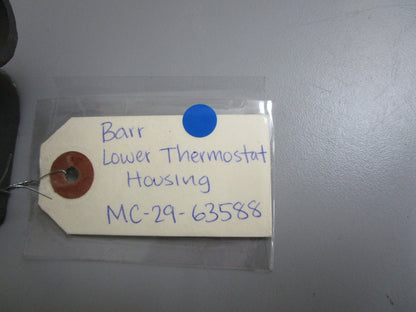 Barr
Lower Thermostat
Housing
MC-29-63588